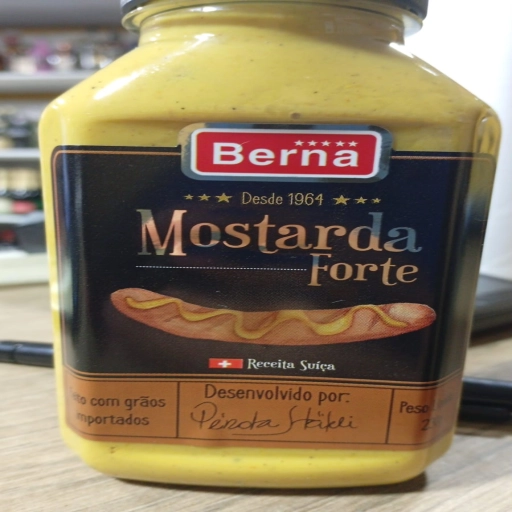 Berna
Desde 1964
Mostarda
Forte
Receita Suíça
com grãos
importados
Desenvolvido por:
Peso